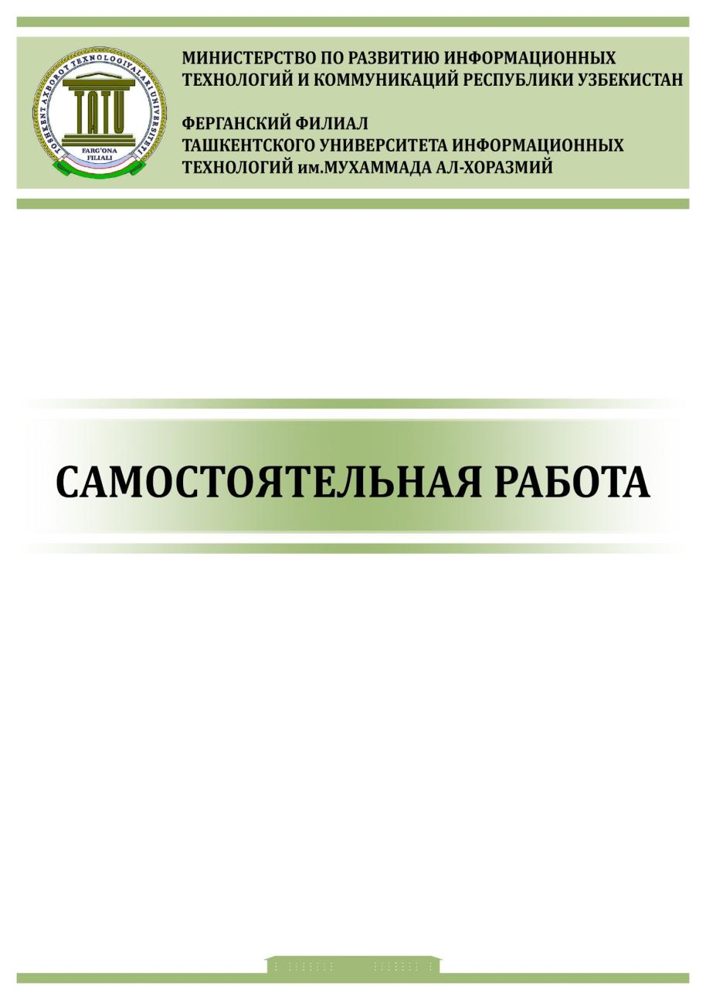 TOSHKENT AXBOROT TEXNOLOGIYALARI UNIVERSITETI
TATU
FARG'ONA
FILIALI
МИНИСТЕРСТВО ПО РАЗВИТИЮ ИНФОРМАЦИОННЫХ
ТЕХНОЛОГИЙ И КОММУНИКАЦИЙ РЕСПУБЛИКИ УЗБЕКИСТАН
ФЕРГАНСКИЙ ФИЛИАЛ
ТАШКЕНТСКОГО УНИВЕРСИТЕТА ИНФОРМАЦИОННЫХ
ТЕХНОЛОГИЙ им.МУХАММАДА АЛ-ХОРАЗМИЙ
САМОСТОЯТЕЛЬНАЯ РАБОТА